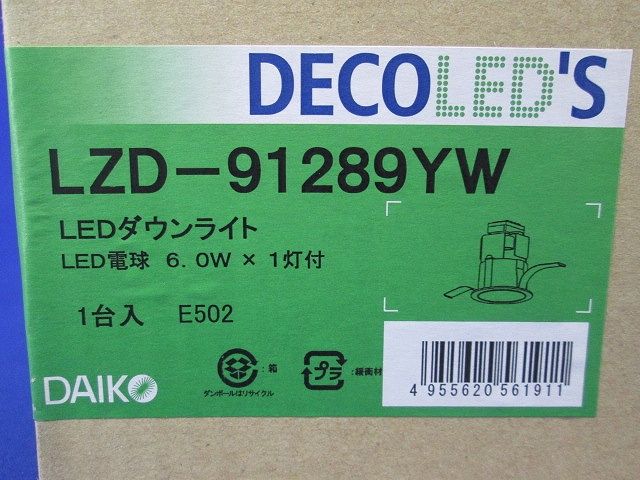 DECOLED'S
LZD-91289YW
LEDダウンライト
LED電球 6.0W × 1灯付
1台入 E502
:箱
ダンボールはリサイクル
プラ
:緩衝材
4 955620 561911
DAIKO